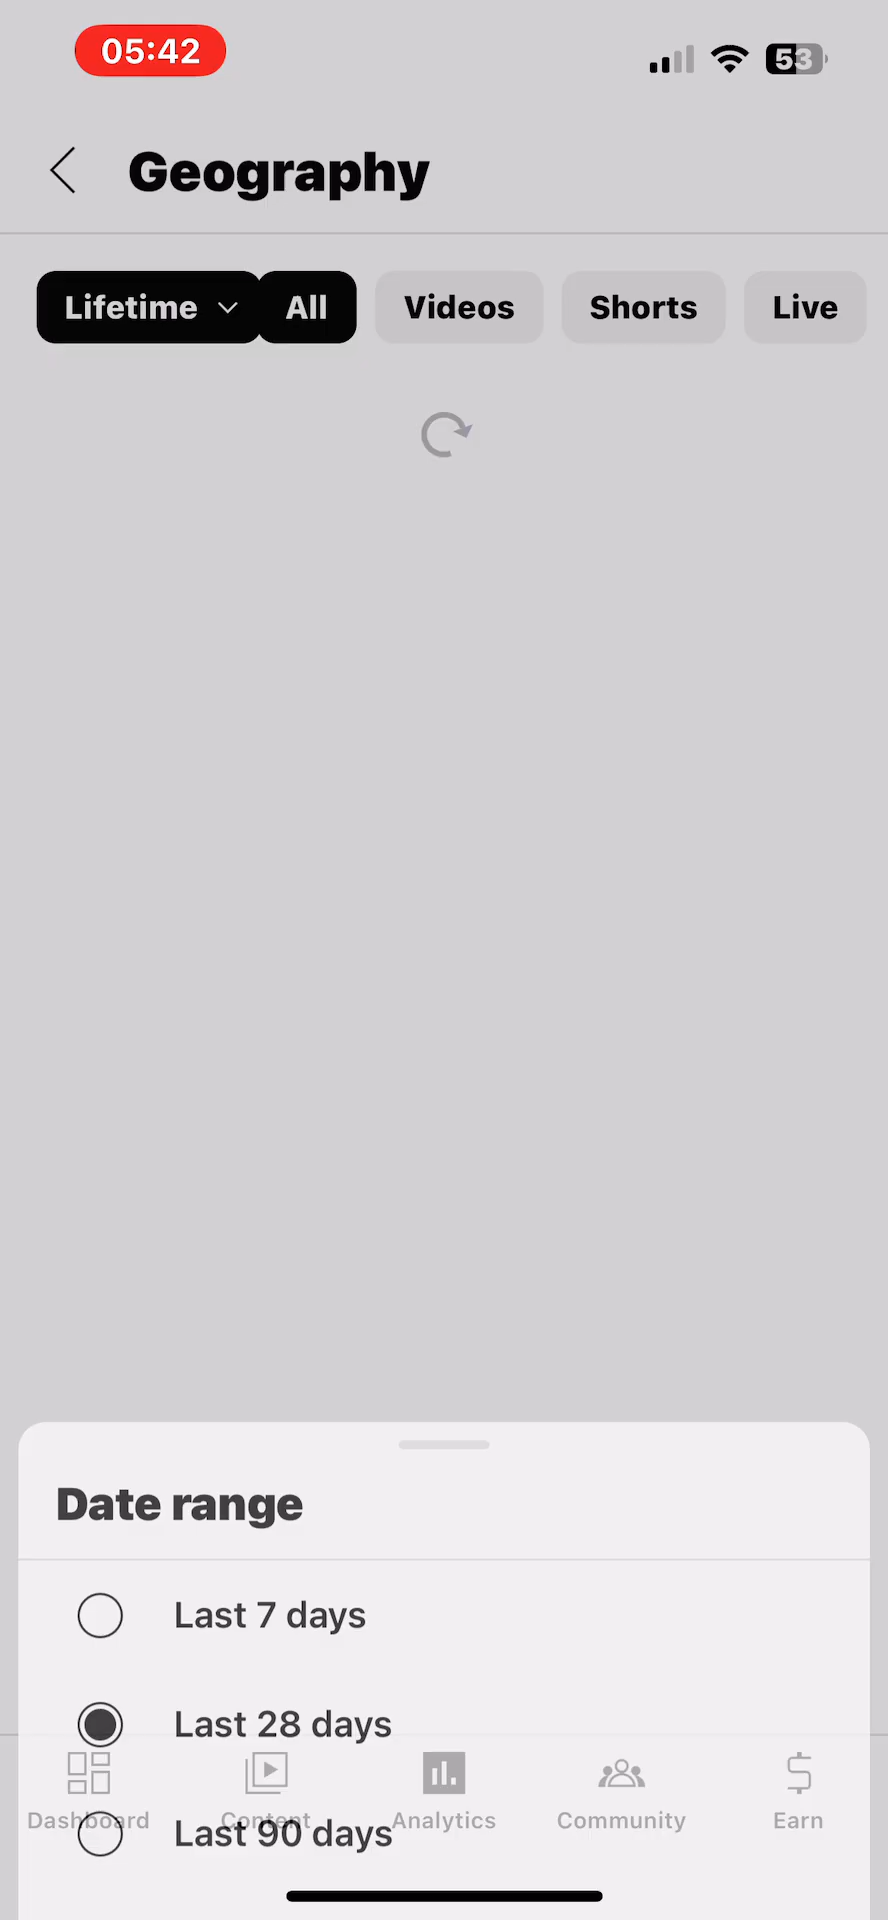 05:42
53
Geography
Lifetime All Videos Shorts Live
Date range
Last 7 days
Last 28 days
Dashboard Content Analytics Community Earn
Last 90 days